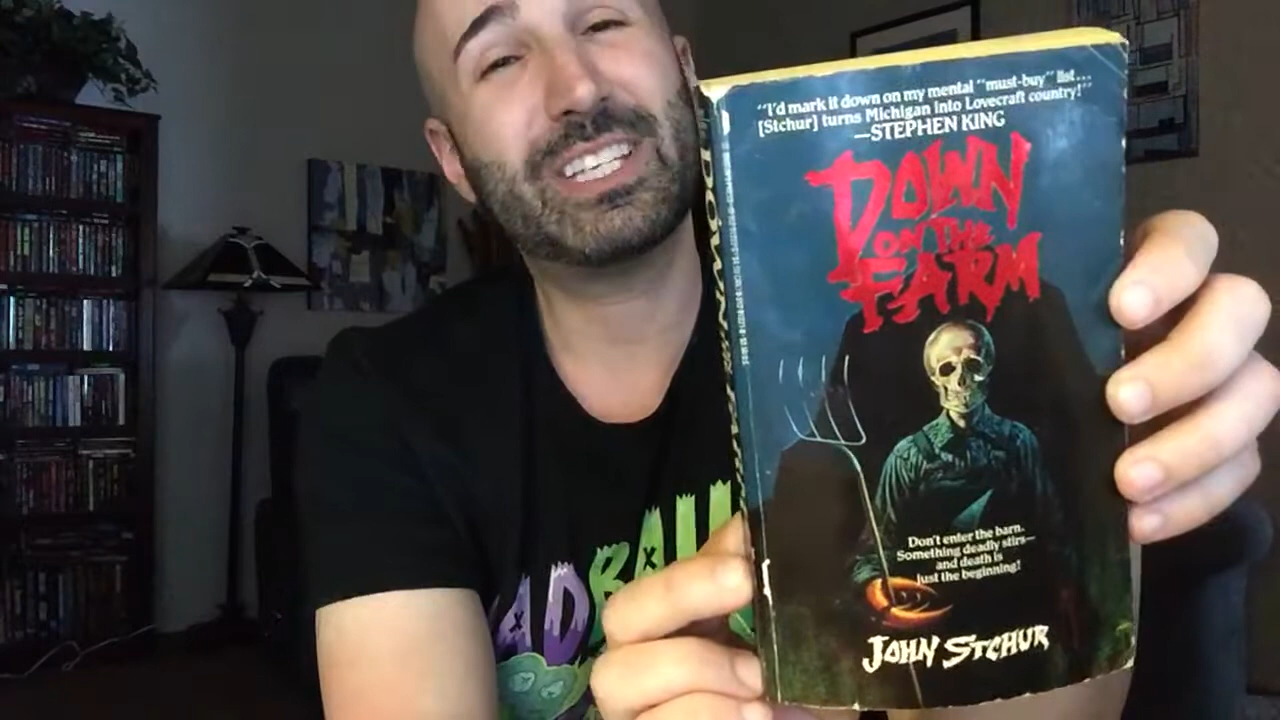 "I'd mark it down on my mental "must-buy" list...
[Stchur] turns Michigan into Lovecraft country!"
—STEPHEN KING
DOWN
ON THE
FARM
Don't enter the barn.
Something deadly stirs—
and death is
just the beginning!
JOHN STCHUR
DOWN